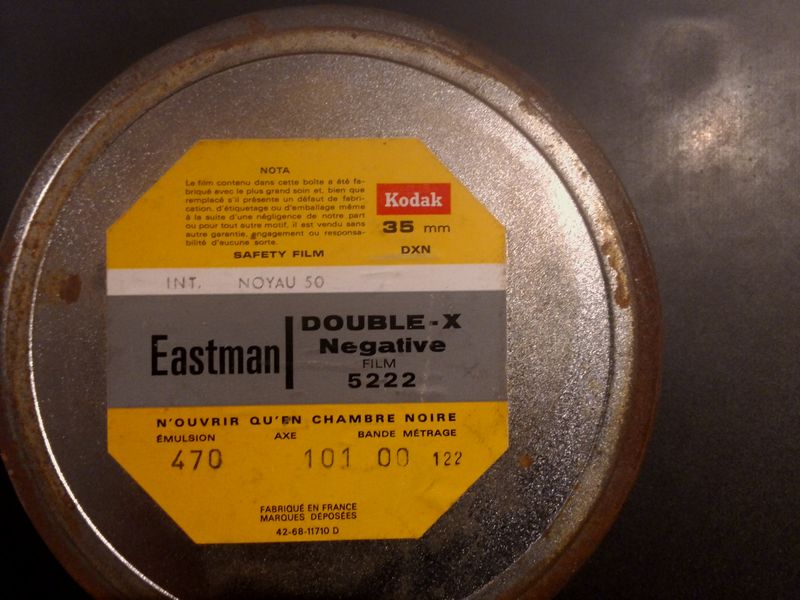 NOTA
Le film contenu dans cette boîte a été fa-
briqué avec le plus grand soin et, bien que
remplacé s'il présente un défaut de fabri-
cation, d'étiquetage ou d'emballage même
à la suite d'une négligence de notre part
ou pour tout autre motif, il est vendu sans
autre garantie, engagement ou responsa-
bilité d'aucune sorte.
SAFETY FILM
Kodak
35 mm
DXN
INT. NOYAU 50
Eastman
DOUBLE-X
Negative
FILM
5222
N'OUVRIR QU'EN CHAMBRE NOIRE
ÉMULSION AXE BANDE MÉTRAGE
470 101 00 122
FABRIQUÉ EN FRANCE
MARQUES DÉPOSÉES
42-68-11710 D